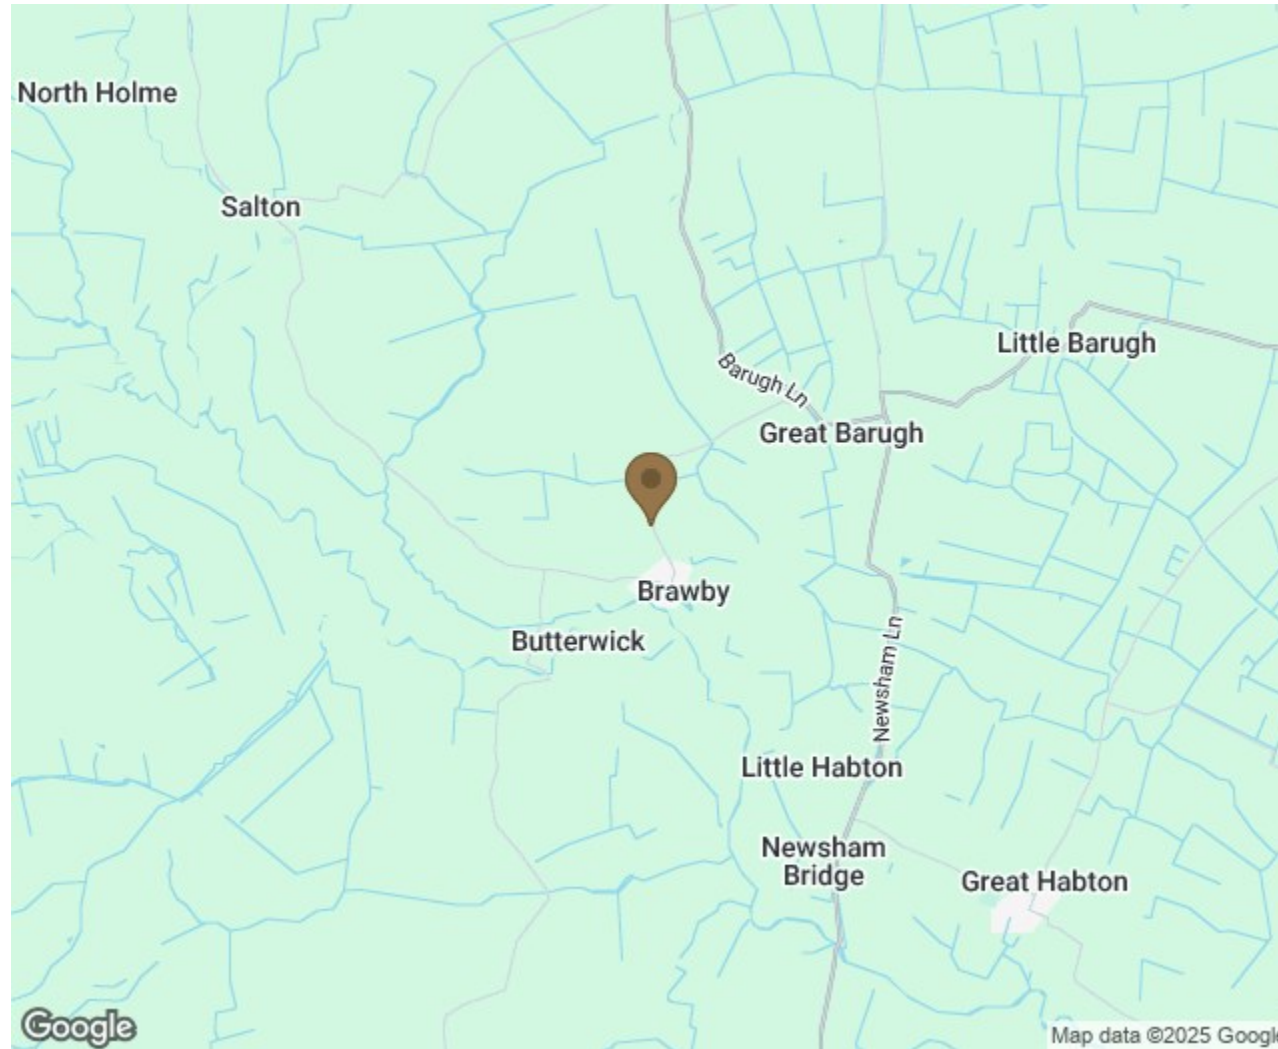 North Holme
Salton
Little Barugh
Barugh Ln
Great Barugh
Brawby
Butterwick
Newsham Ln
Little Habton
Newsham
Bridge
Great Habton
Google
Map data ©2025 Google